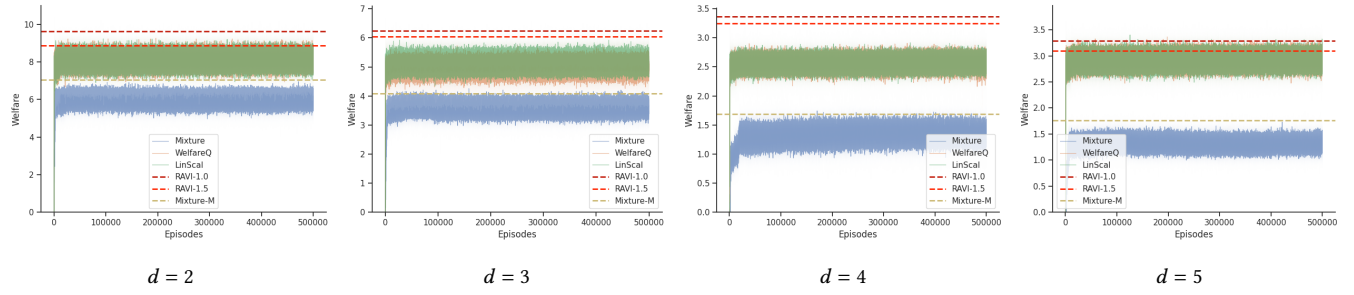 Welfare
10
8
6
4
2
0
Mixture
WelfareQ
LinScal
RAVI-1.0
RAVI-1.5
Mixture-M
0 100000 200000 300000 400000 500000
Episodes
d = 2
Welfare
7
6
5
4
3
2
1
0
Mixture
WelfareQ
LinScal
RAVI-1.0
RAVI-1.5
Mixture-M
0 100000 200000 300000 400000 500000
Episodes
d = 3
Welfare
3.5
3.0
2.5
2.0
1.5
1.0
0.5
0.0
Mixture
WelfareQ
LinScal
RAVI-1.0
RAVI-1.5
Mixture-M
0 100000 200000 300000 400000 500000
Episodes
d = 4
Welfare
3.5
3.0
2.5
2.0
1.5
1.0
0.5
0.0
Mixture
WelfareQ
LinScal
RAVI-1.0
RAVI-1.5
Mixture-M
0 100000 200000 300000 400000 500000
Episodes
d = 5